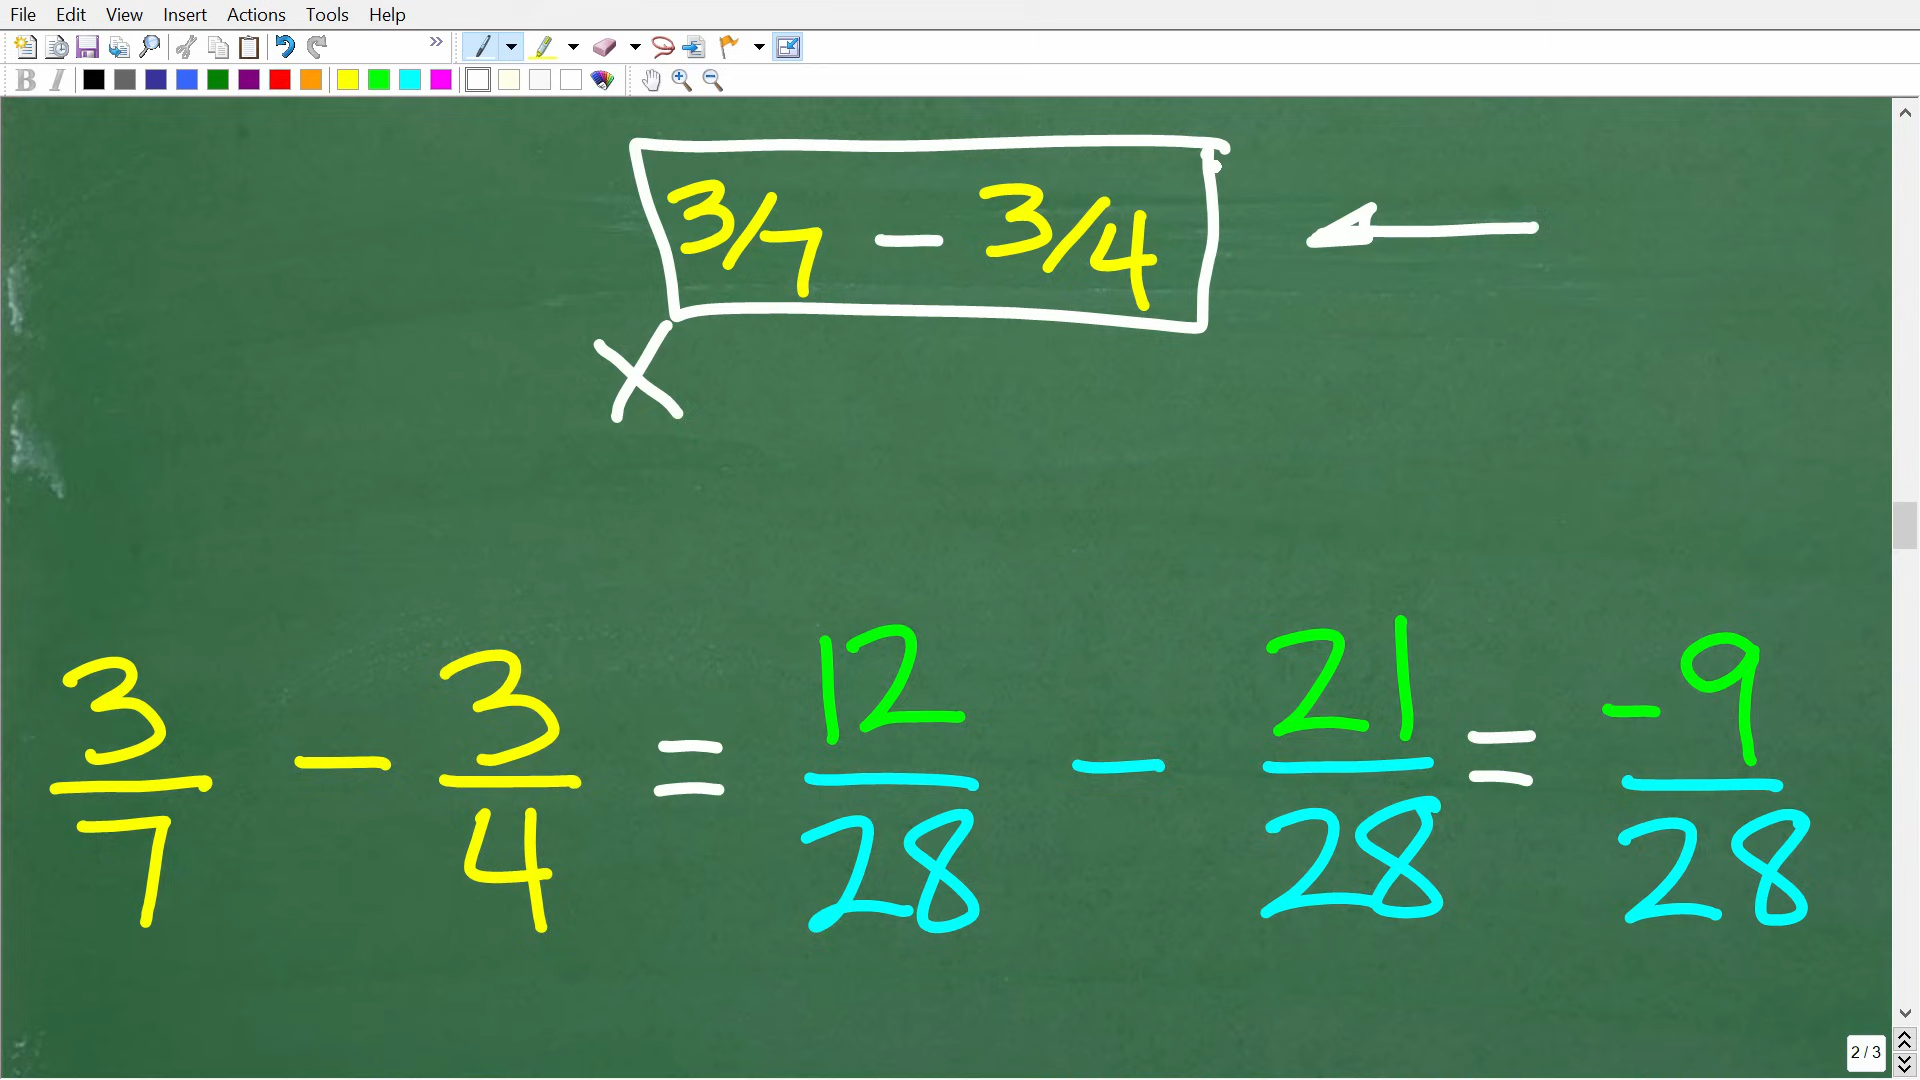 File Edit View Insert Actions Tools Help
B I
3/7 - 3/4
X
3/7 - 3/4 = 12/28 - 21/28 = -9/28
2 / 3